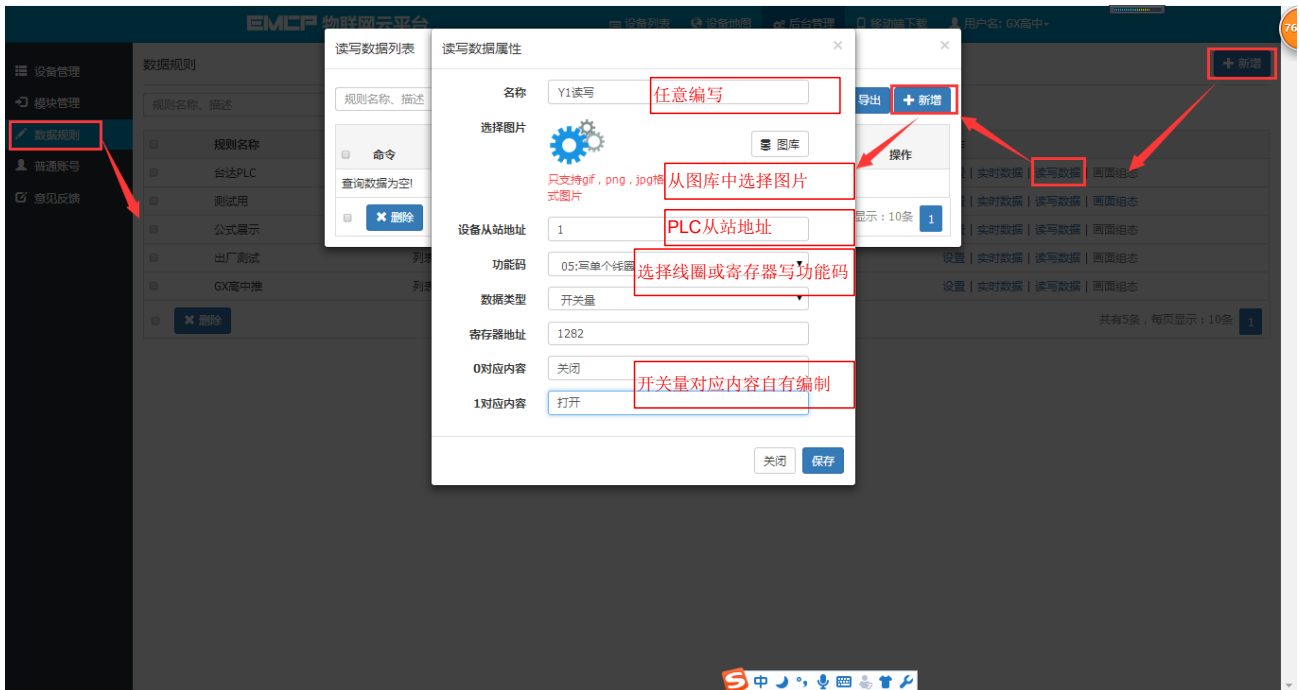 EMCP 物联网云平台
设备列表 设备地图 后台管理 移动端下载 用户名: GX高中
76
设备管理
模块管理
数据规则
普通账号
意见反馈
数据规则
新增
规则名称、描述
规则名称
台达PLC
测试用
公式展示
出厂测试 列表
GX高中推 列表
删除
读写数据列表 ×
规则名称、描述
导出 新增
命令 操作
查询数据为空!
删除
显示：10条 1
读写数据属性 ×
名称 Y1读写 任意编写
选择图片 图库
只支持gif，png，jpg格式图片 从图库中选择图片
设备从站地址 1 PLC从站地址
功能码 05:写单个线圈 选择线圈或寄存器写功能码
数据类型 开关量
寄存器地址 1282
0对应内容 关闭
开关量对应内容自有编制
1对应内容 打开
关闭 保存
| 实时数据 | 读写数据 | 画面组态
| 实时数据 | 读写数据 | 画面组态
| 实时数据 | 读写数据 | 画面组态
设置 | 实时数据 | 读写数据 | 画面组态
设置 | 实时数据 | 读写数据 | 画面组态
共有5条，每页显示：10条 1
中